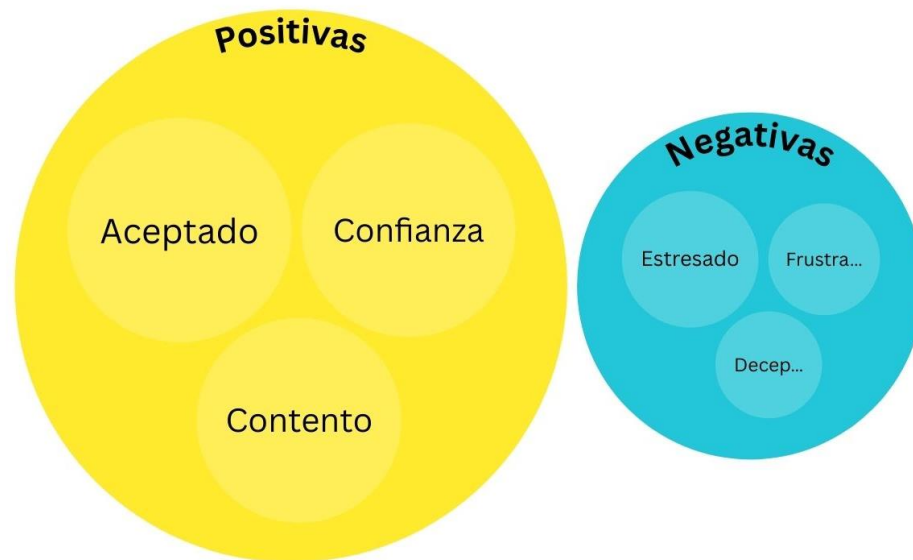 Positivas
Aceptado
Confianza
Contento
Negativas
Estresado
Frustra...
Decep...